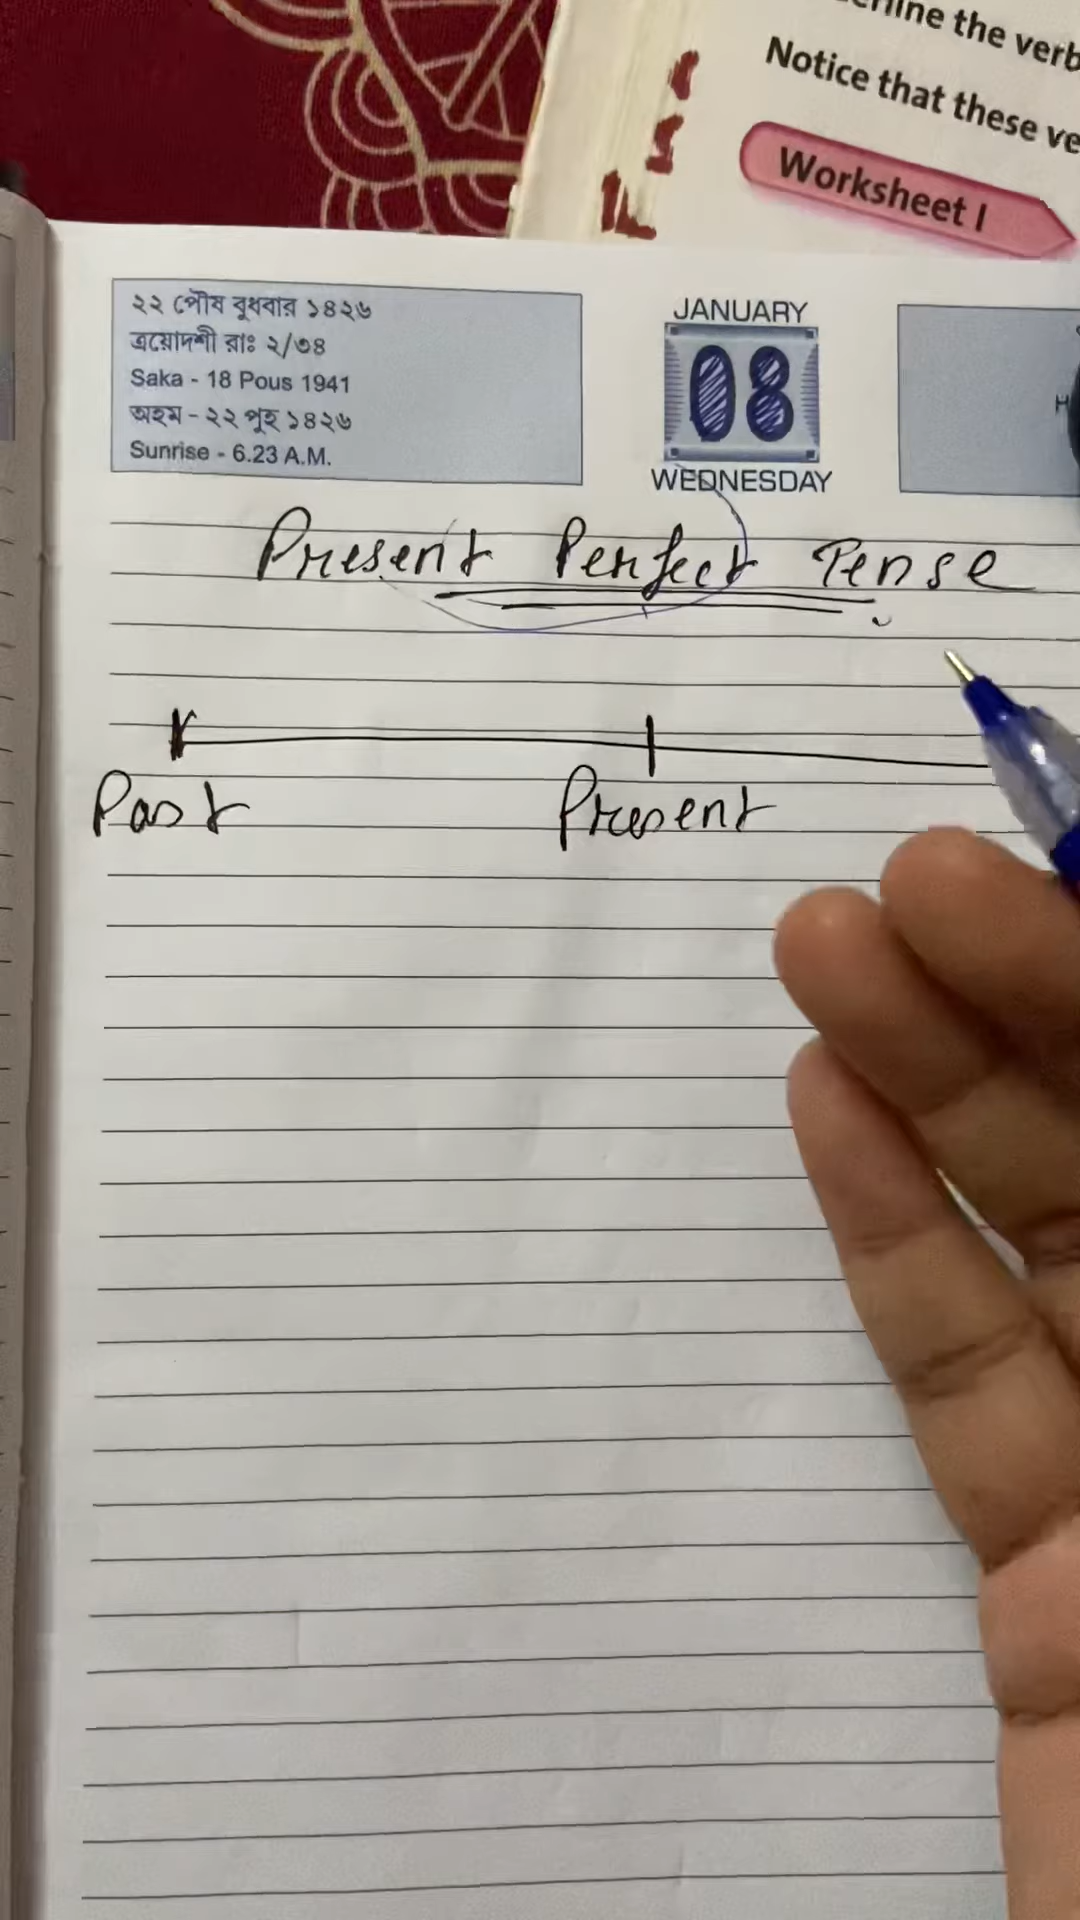 the verb
Notice that these ve
Worksheet I
২২ পৌষ বুধবার ১৪২৬
ত্রয়োদশী রাঃ ২/৩৪
Saka - 18 Pous 1941
অহম - ২২ পুহ ১৪২৬
Sunrise - 6.23 A.M.
JANUARY
08
WEDNESDAY
H
Present Perfect Tense
Past
Present